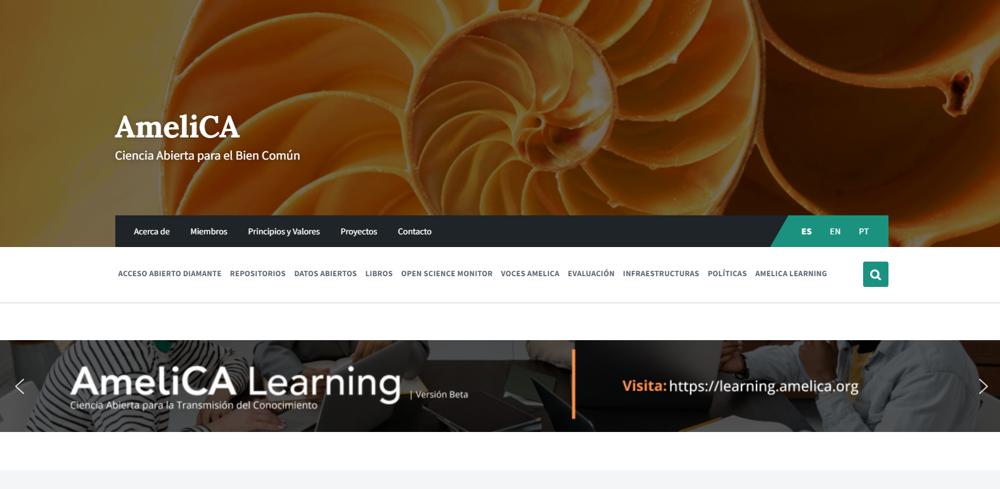 AmeliCA
Ciencia Abierta para el Bien Común
Acerca de Miembros Principios y Valores Proyectos Contacto ES EN PT
ACCESO ABIERTO DIAMANTE REPOSITORIOS DATOS ABIERTOS LIBROS OPEN SCIENCE MONITOR VOCES AMELICA EVALUACIÓN INFRAESTRUCTURAS POLÍTICAS AMELICA LEARNING
AmeliCA Learning | Versión Beta
Ciencia Abierta para la Transmisión del Conocimiento
Visita: https://learning.amelica.org